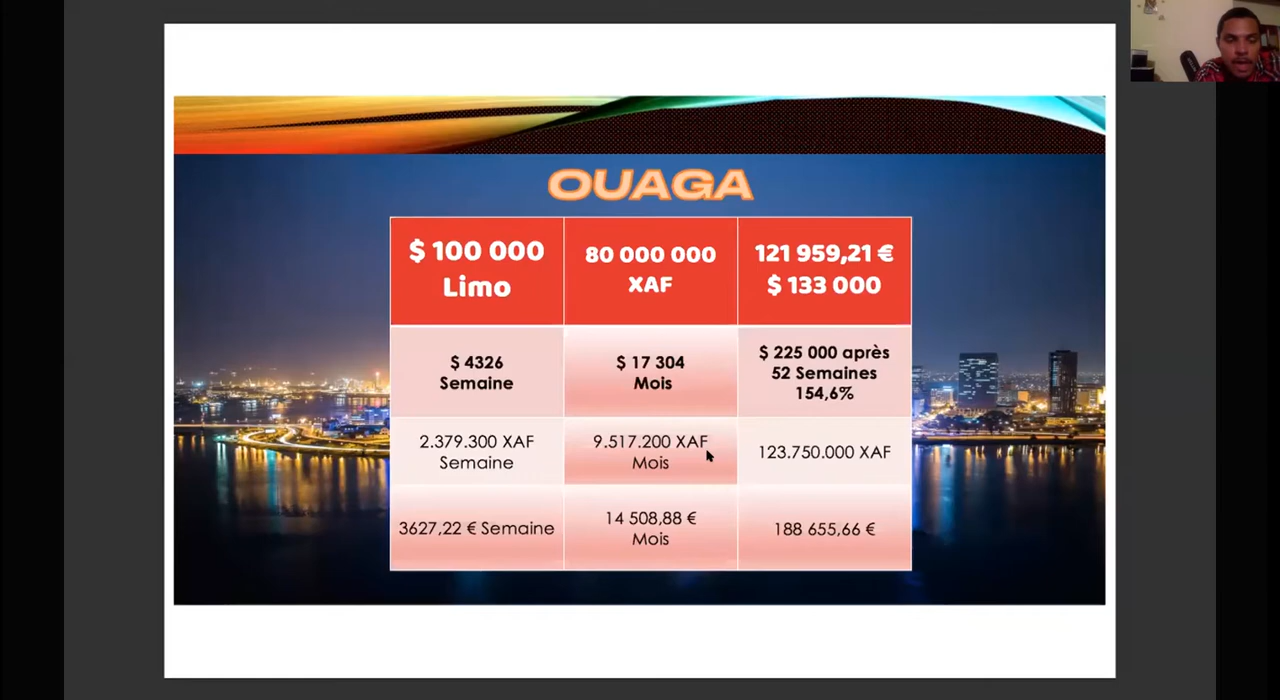 OUAGA
$ 100 000
Limo
80 000 000
XAF
121 959,21 €
$ 133 000
$ 4326
Semaine
$ 17 304
Mois
$ 225 000 après
52 Semaines
154,6%
2.379.300 XAF
Semaine
9.517.200 XAF
Mois
123.750.000 XAF
3627,22 € Semaine
14 508,88 €
Mois
188 655,66 €